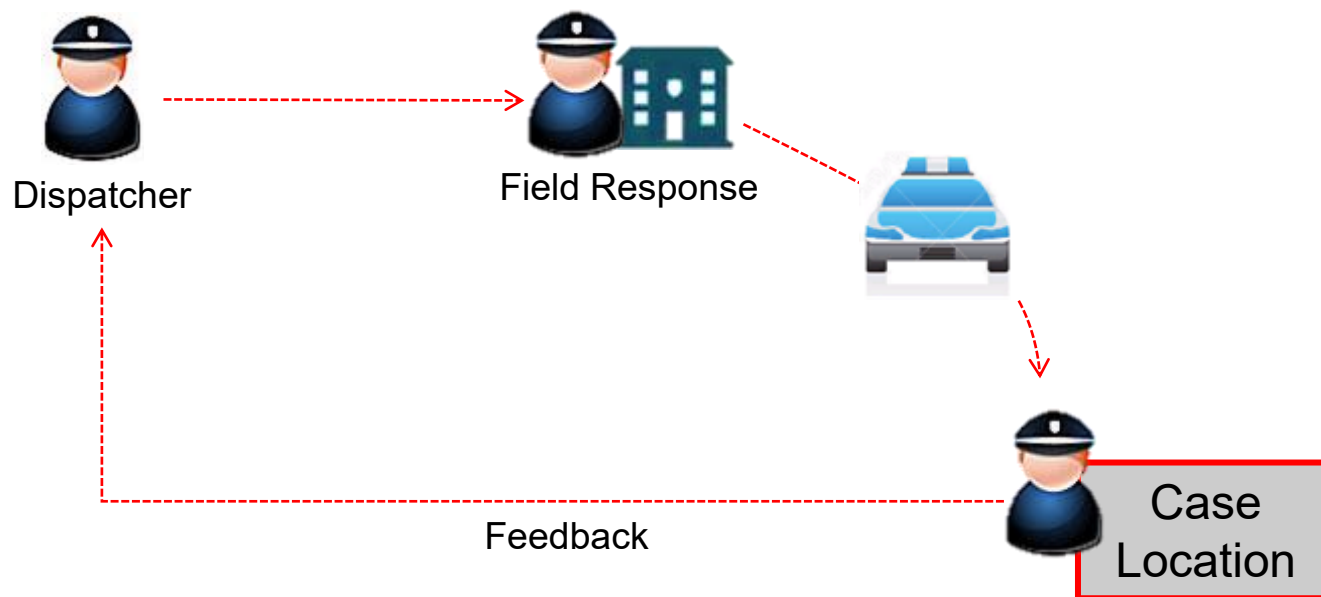 Dispatcher
Field Response
Feedback
Case
Location